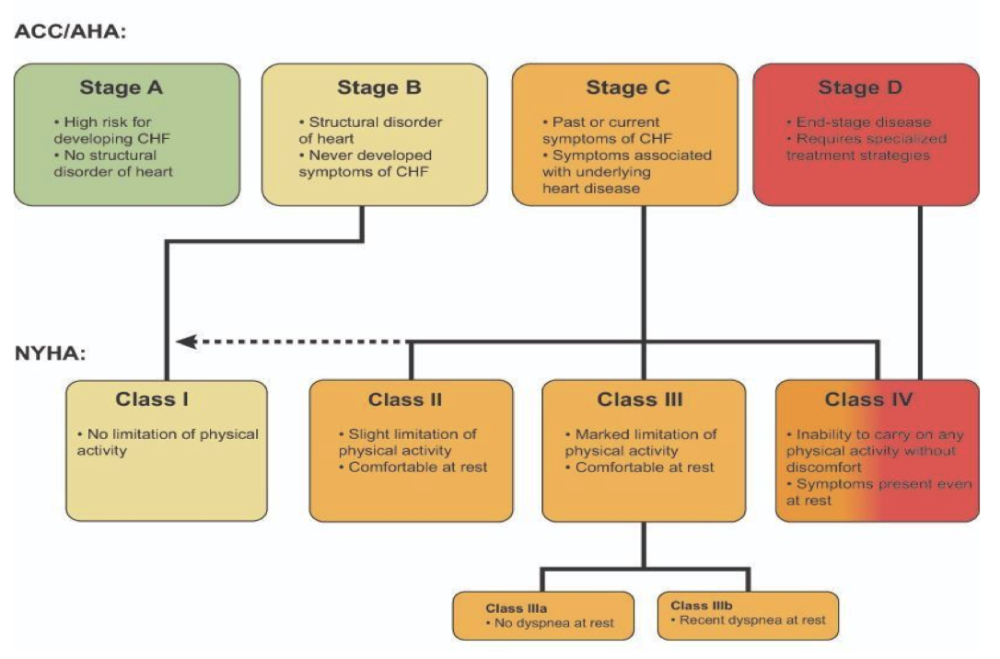 ACC/AHA:
Stage A
• High risk for
developing CHF
• No structural
disorder of heart
Stage B
• Structural disorder
of heart
• Never developed
symptoms of CHF
Stage C
• Past or current
symptoms of CHF
• Symptoms associated
with underlying
heart disease
Stage D
• End-stage disease
• Requires specialized
treatment strategies
NYHA:
Class I
• No limitation of physical
activity
Class II
• Slight limitation of
physical activity
• Comfortable at rest
Class III
• Marked limitation of
physical activity
• Comfortable at rest
Class IV
• Inability to carry on any
physical activity without
discomfort
• Symptoms present even
at rest
Class IIIa
• No dyspnea at rest
Class IIIb
• Recent dyspnea at rest